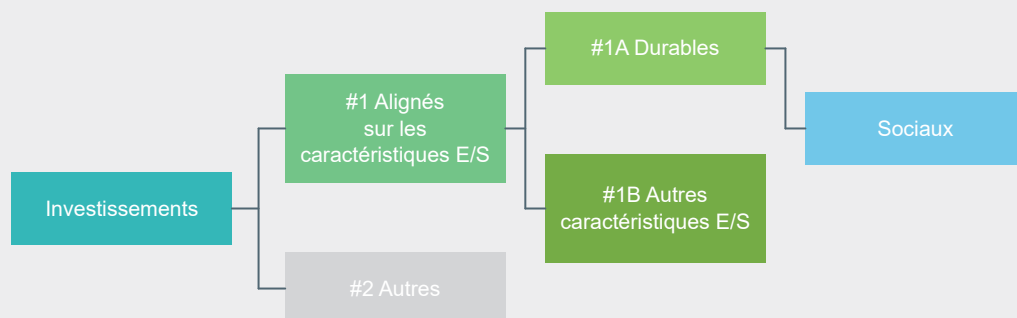 #1A Durables
#1 Alignés
sur les
caractéristiques E/S
Sociaux
Investissements
#1B Autres
caractéristiques E/S
#2 Autres